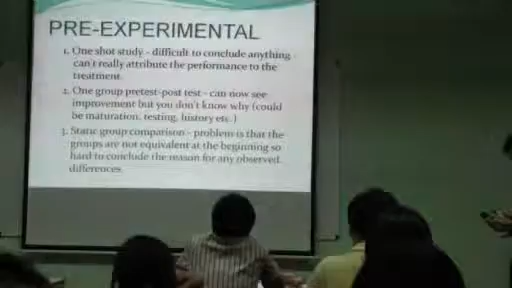 PRE-EXPERIMENTAL
1. One shot study - difficult to conclude anything -
can't really attribute the performance to the
treatment.
2. One group pretest-post test - can now see
improvement but you don't know why (could
be maturation, testing, history etc.)
3. Static group comparison - problem is that the
groups are not equivalent at the beginning so
hard to conclude the reason for any observed
differences.